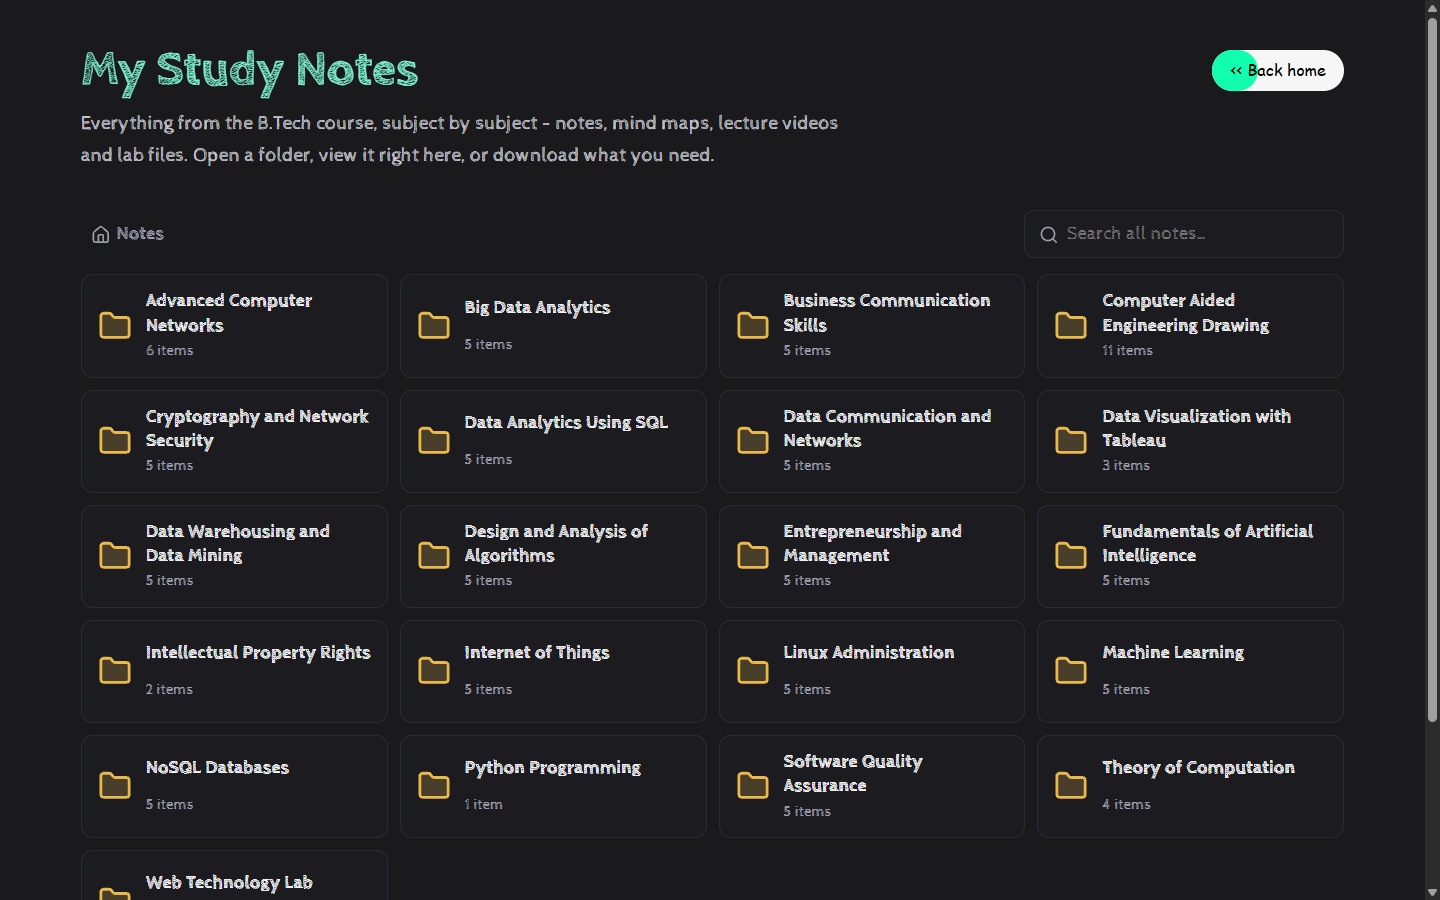 My Study Notes
<< Back home
Everything from the B.Tech course, subject by subject - notes, mind maps, lecture videos
and lab files. Open a folder, view it right here, or download what you need.
Notes
Search all notes...
Advanced Computer
Networks
6 items
Big Data Analytics
5 items
Business Communication
Skills
5 items
Computer Aided
Engineering Drawing
11 items
Cryptography and Network
Security
5 items
Data Analytics Using SQL
5 items
Data Communication and
Networks
5 items
Data Visualization with
Tableau
3 items
Data Warehousing and
Data Mining
5 items
Design and Analysis of
Algorithms
5 items
Entrepreneurship and
Management
5 items
Fundamentals of Artificial
Intelligence
5 items
Intellectual Property Rights
2 items
Internet of Things
5 items
Linux Administration
5 items
Machine Learning
5 items
NoSQL Databases
5 items
Python Programming
1 item
Software Quality
Assurance
5 items
Theory of Computation
4 items
Web Technology Lab